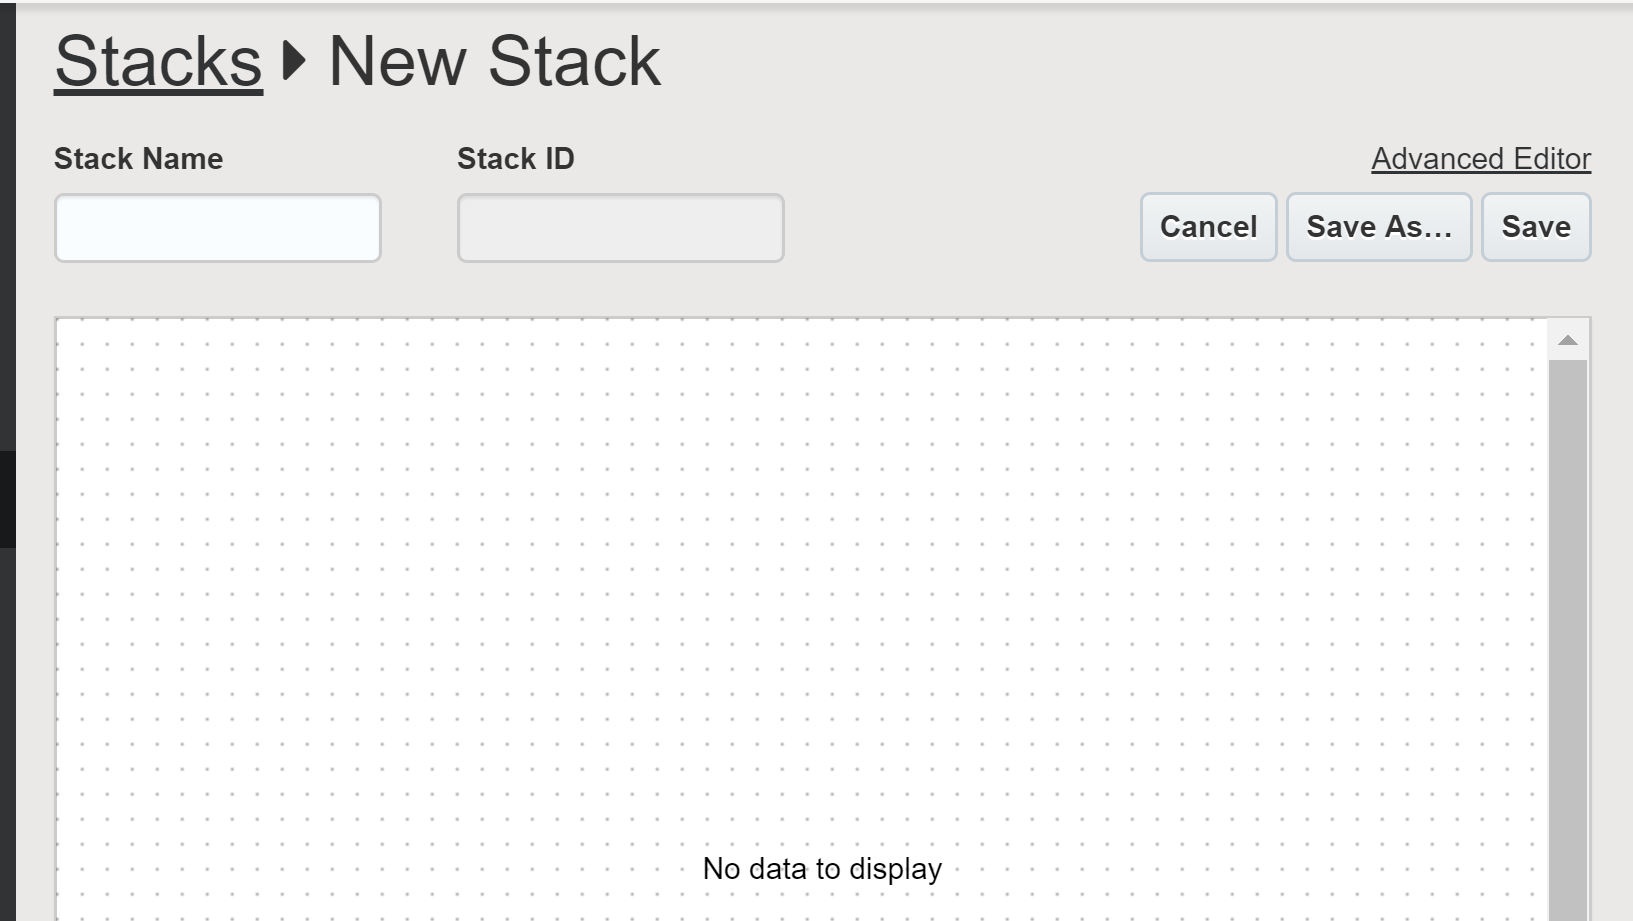 Stacks New Stack
Stack Name
Stack ID
Advanced Editor
Cancel
Save As...
Save
No data to display